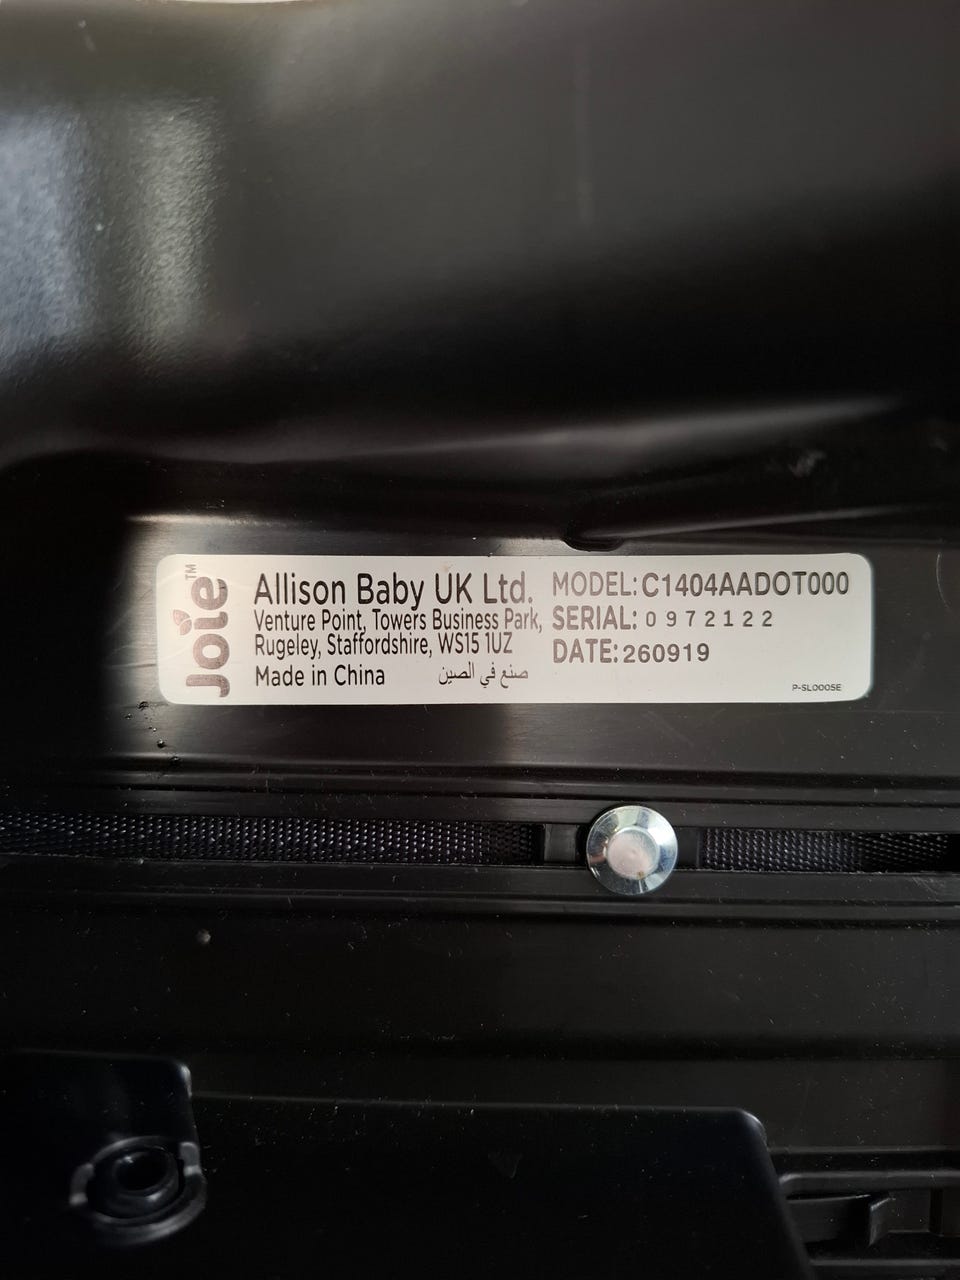 Joie™
Allison Baby UK Ltd.
Venture Point, Towers Business Park,
Rugeley, Staffordshire, WS15 1UZ
Made in China صنع في الصين
MODEL: C1404AADOT000
SERIAL: 0972122
DATE: 260919
P-SL0005E